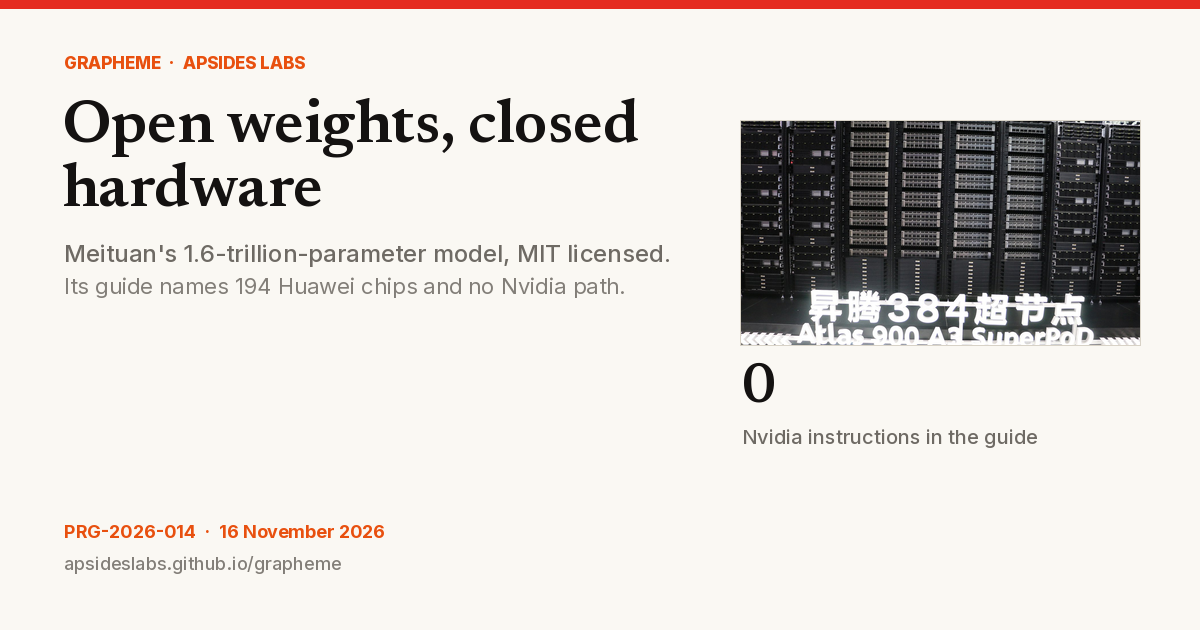 GRAPHEME · APSIDES LABS
Open weights, closed
hardware
Meituan's 1.6-trillion-parameter model, MIT licensed.
Its guide names 194 Huawei chips and no Nvidia path.
昇腾384超节点
Atlas 900 A3 SuperPoD
0
Nvidia instructions in the guide
PRG-2026-014 · 16 November 2026
apsideslabs.github.io/grapheme